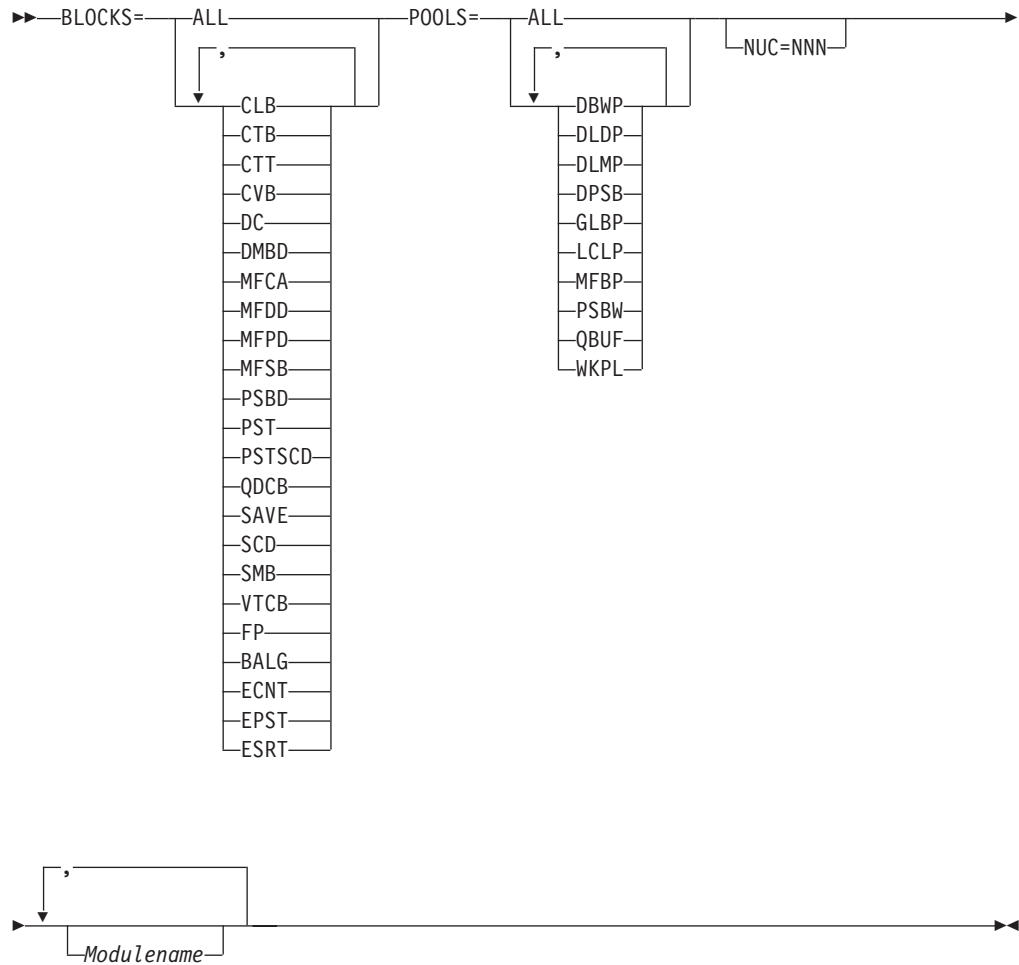 BLOCKS= ALL POOLS= ALL NUC=NNN
, ,
CLB DBWP
CTB DLDP
CTT DLMP
CVB DPSB
DC GLBP
DMBD LCLP
MFCA MFBP
MFDD PSBW
MFPD QBUF
MFSB WKPL
PSBD
PST
PSTSCD
QDCB
SAVE
SCD
SMB
VTCB
FP
BALG
ECNT
EPST
ESRT
,
Modulename